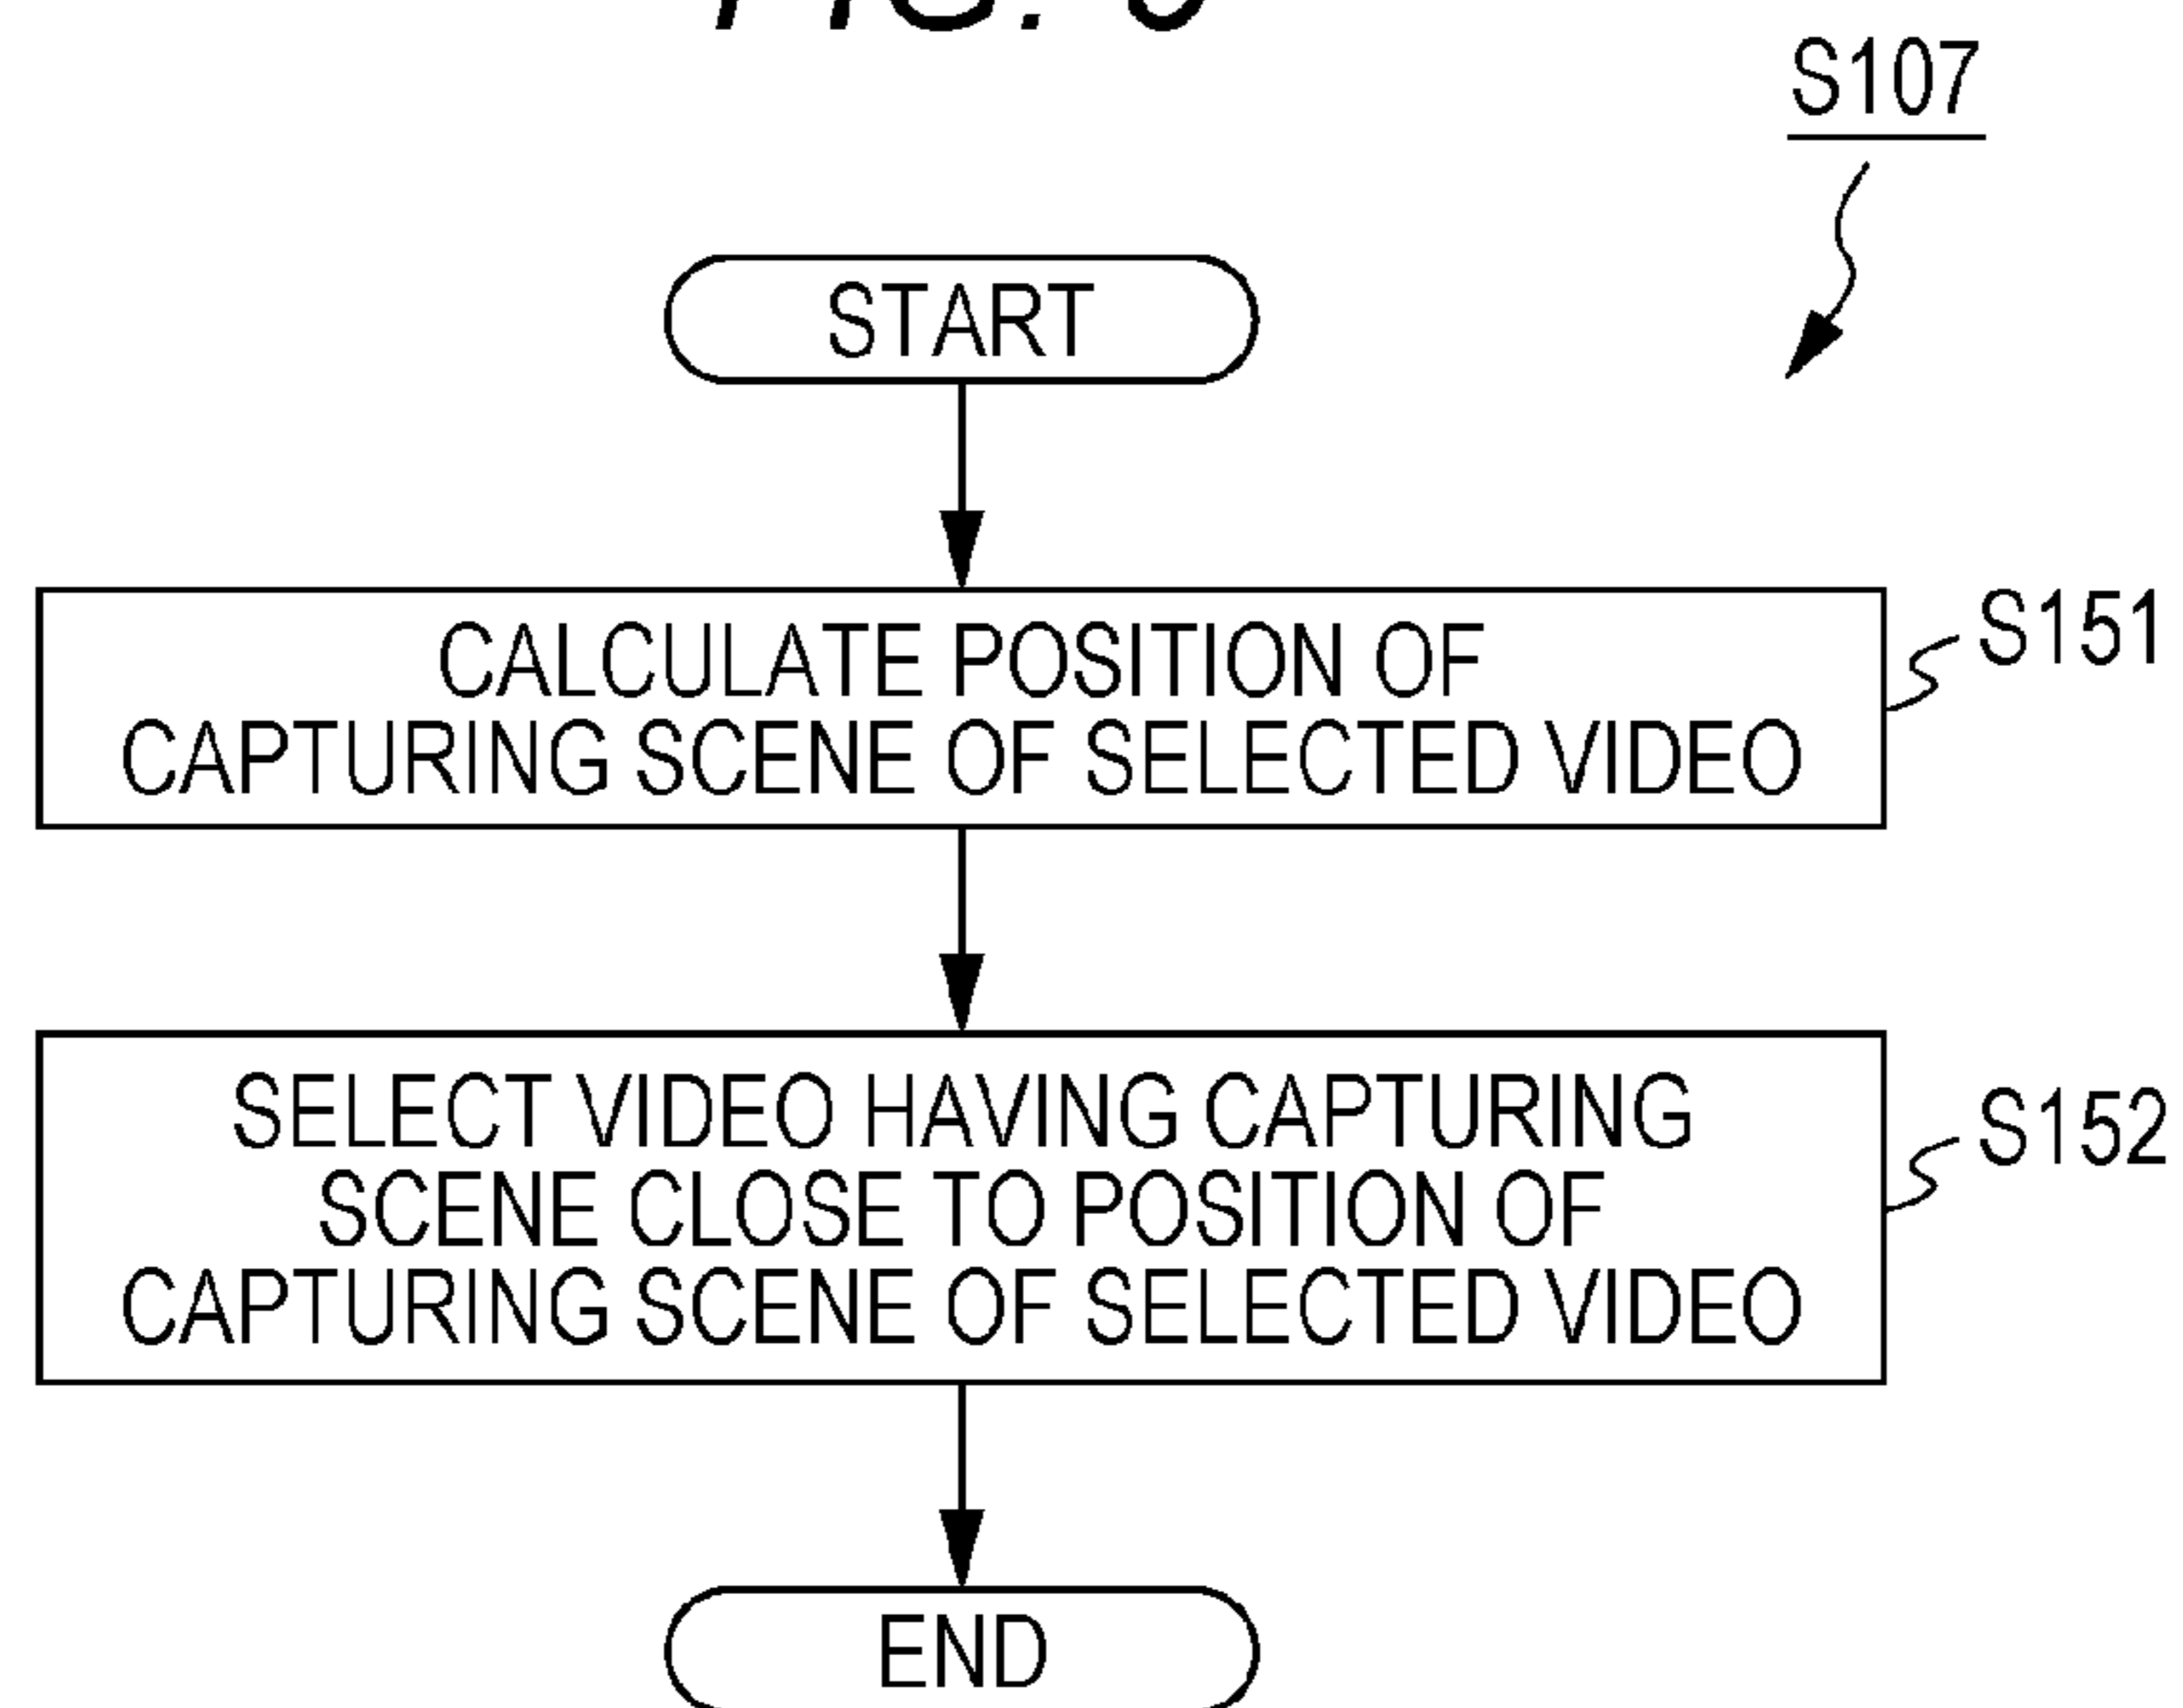 FIG.
S107
START
CALCULATE POSITION OF
CAPTURING SCENE OF SELECTED VIDEO
S151
SELECT VIDEO HAVING CAPTURING
SCENE CLOSE TO POSITION OF
CAPTURING SCENE OF SELECTED VIDEO
S152
END